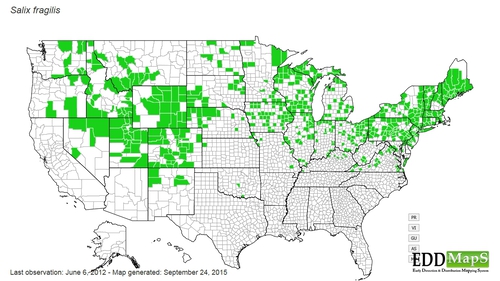 Salix fragilis
PR
VI
GU
AS
EDDMapS
Early Detection & Distribution Mapping System
Last observation: June 6, 2012 - Map generated: September 24, 2015